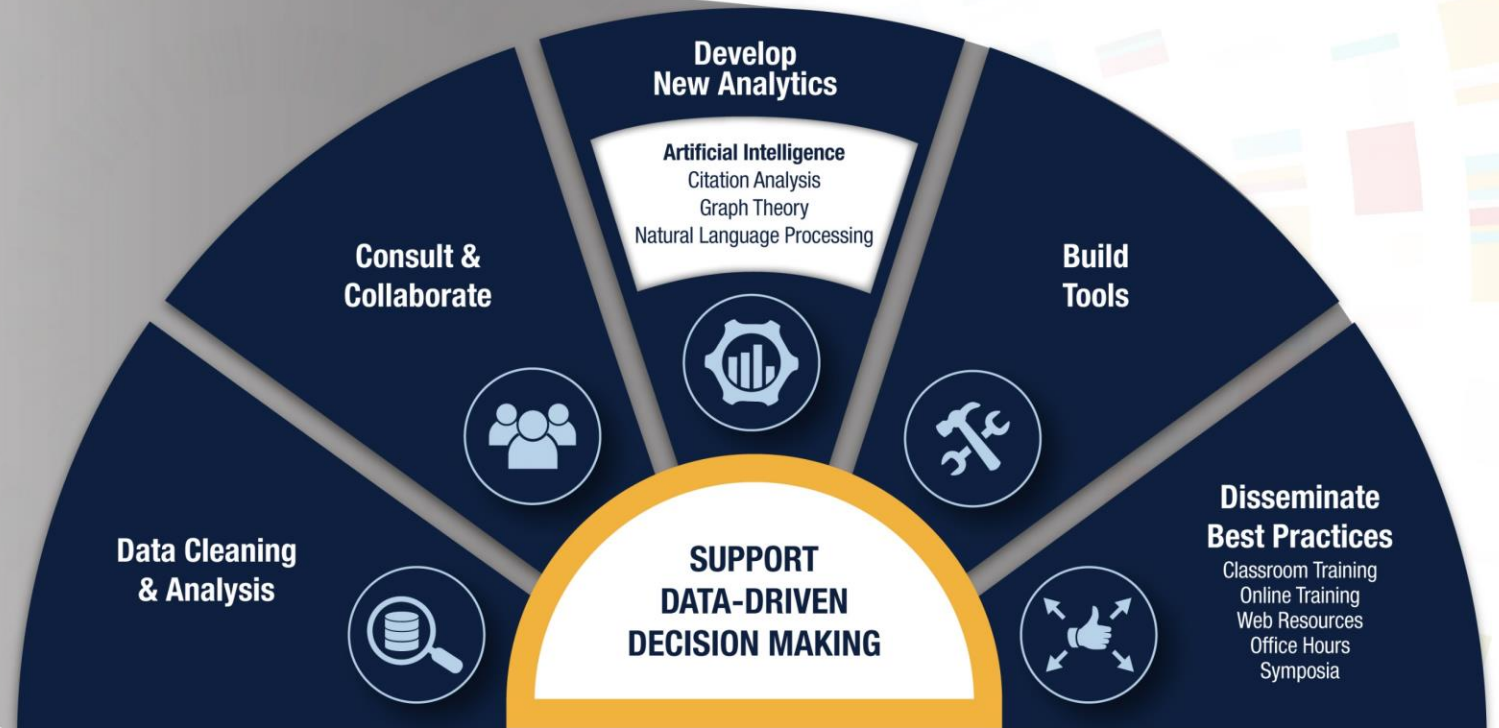 Data Cleaning
& Analysis
Consult &
Collaborate
Develop
New Analytics
Artificial Intelligence
Citation Analysis
Graph Theory
Natural Language Processing
Build
Tools
Disseminate
Best Practices
Classroom Training
Online Training
Web Resources
Office Hours
Symposia
SUPPORT
DATA-DRIVEN
DECISION MAKING